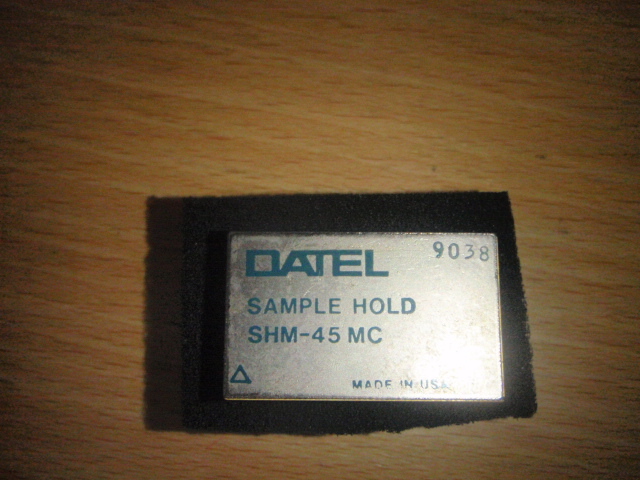 DATEL 9038
SAMPLE HOLD
SHM-45 MC
MADE IN USA